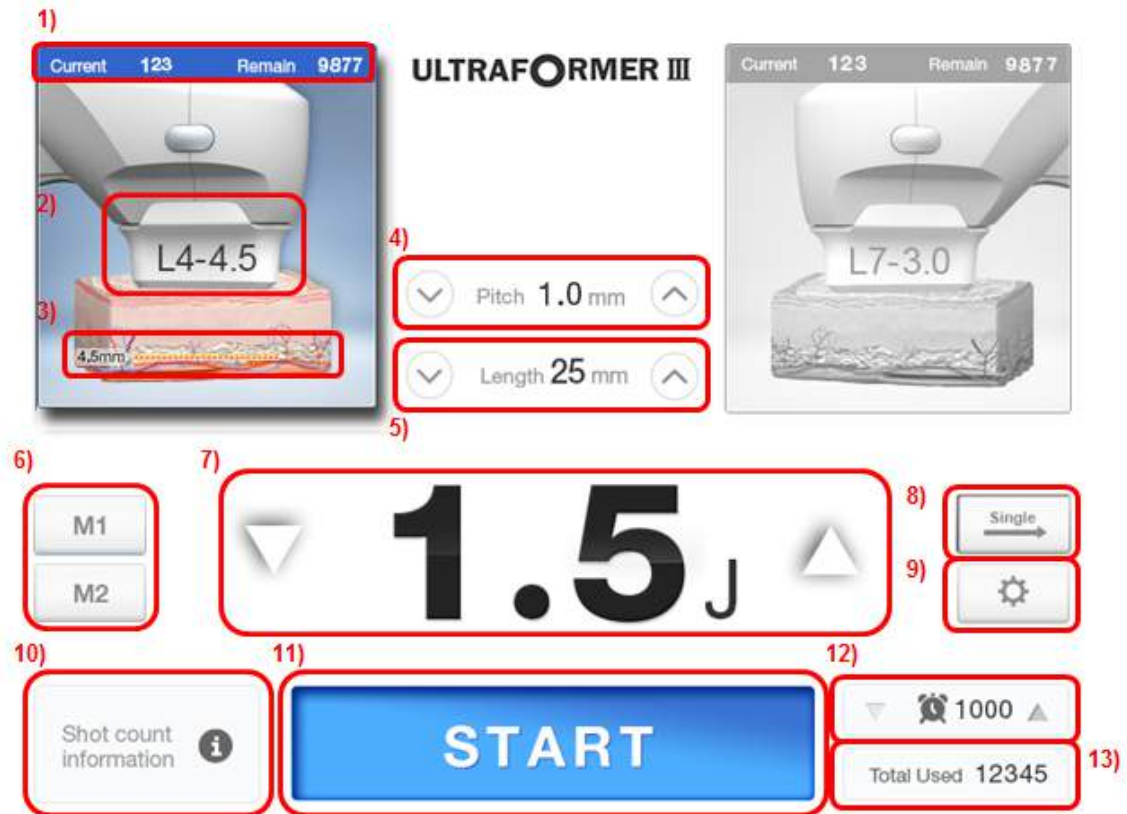 1)
Current 123 Remain 9877
ULTRAFORMER III
Current 123 Remain 9877
2)
L4-4.5
L7-3.0
3)
4.5mm
4)
Pitch 1.0 mm
Length 25 mm
5)
6)
M1
M2
7)
1.5 J
8)
Single
9)
10)
Shot count
information i
11)
START
12)
1000
Total Used 12345
13)